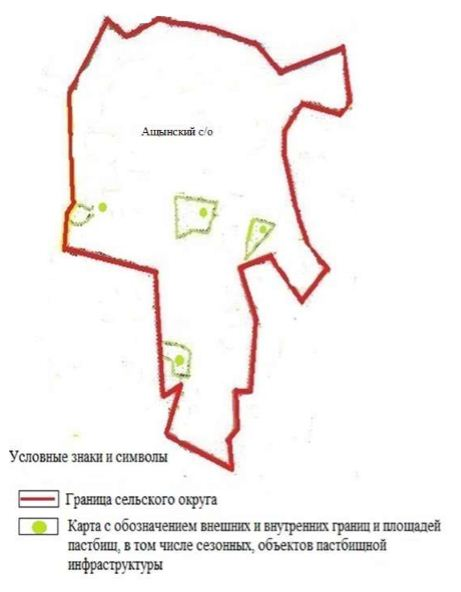 Ащынский с/о
Условные знаки и символы
Граница сельского округа
Карта с обозначением внешних и внутренних границ и площадей
пастбищ, в том числе сезонных, объектов пастбищной
инфраструктуры